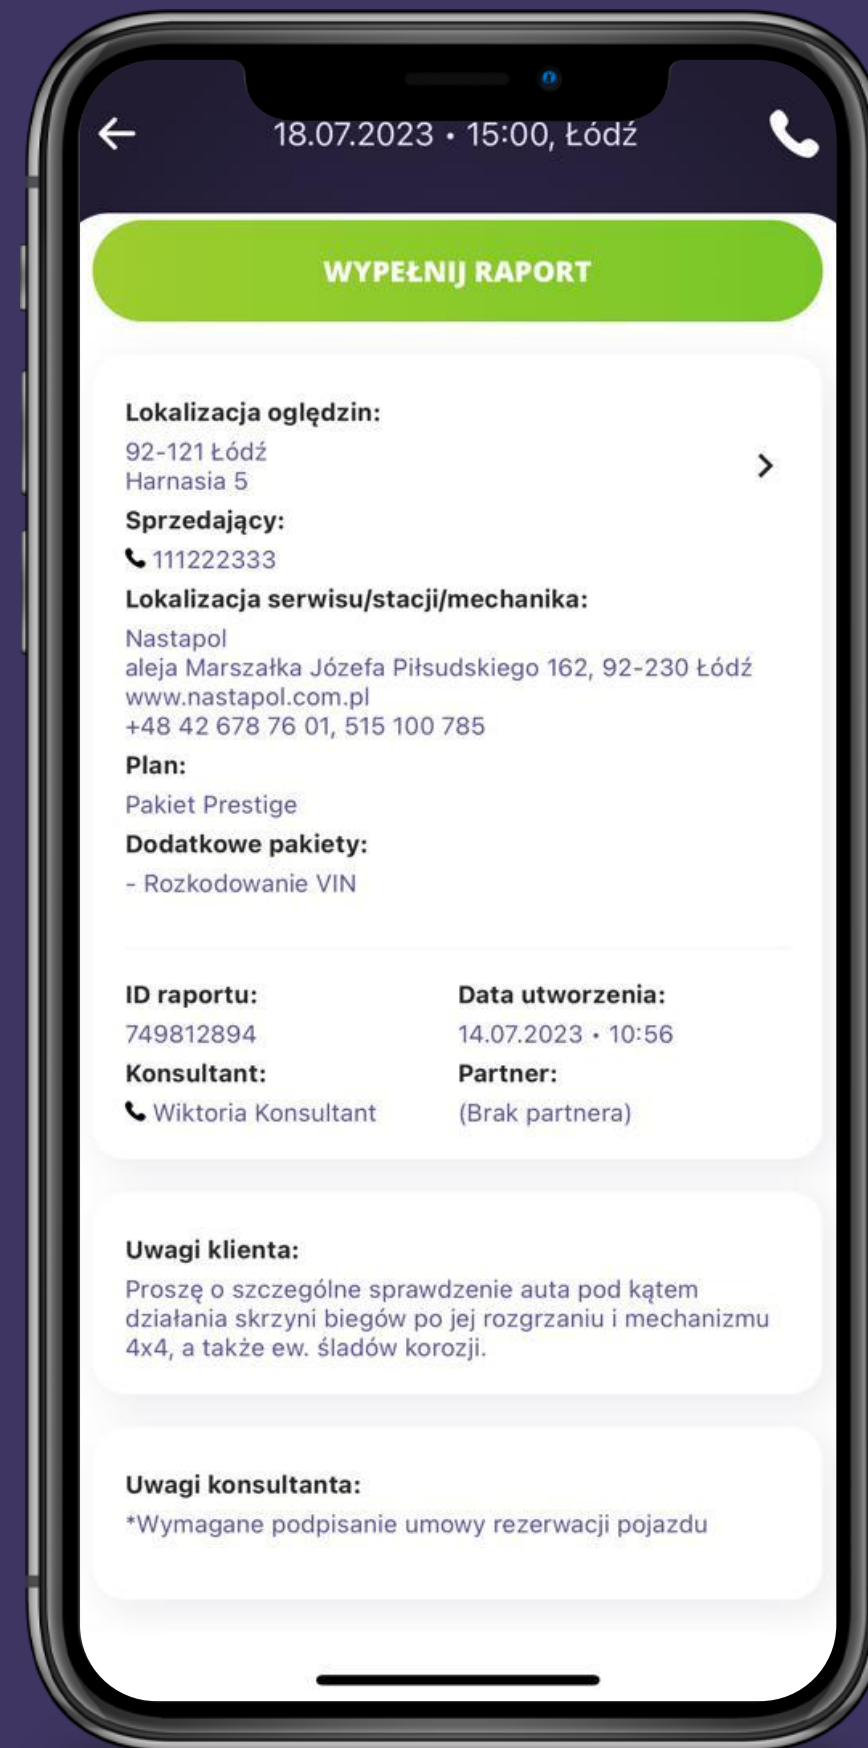 18.07.2023 • 15:00, Łódź
WYPEŁNIJ RAPORT
Lokalizacja oględzin:
92-121 Łódź
Harnasia 5
Sprzedający:
111222333
Lokalizacja serwisu/stacji/mechanika:
Nastapol
aleja Marszałka Józefa Piłsudskiego 162, 92-230 Łódź
www.nastapol.com.pl
+48 42 678 76 01, 515 100 785
Plan:
Pakiet Prestige
Dodatkowe pakiety:
- Rozkodowanie VIN
ID raportu:
749812894
Data utworzenia:
14.07.2023 • 10:56
Konsultant:
Wiktoria Konsultant
Partner:
(Brak partnera)
Uwagi klienta:
Proszę o szczególne sprawdzenie auta pod kątem
działania skrzyni biegów po jej rozgrzaniu i mechanizmu
4x4, a także ew. śladów korozji.
Uwagi konsultanta:
*Wymagane podpisanie umowy rezerwacji pojazdu